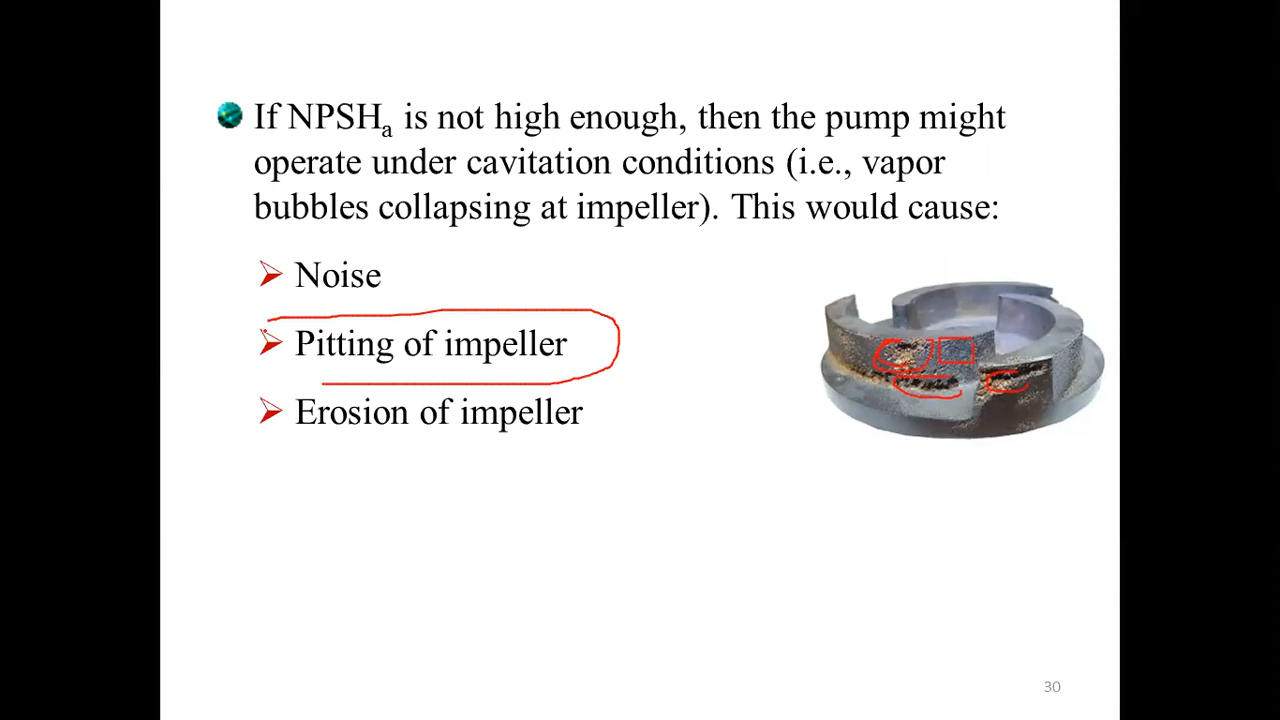 If NPSHa is not high enough, then the pump might
operate under cavitation conditions (i.e., vapor
bubbles collapsing at impeller). This would cause:
Noise
Pitting of impeller
Erosion of impeller
30